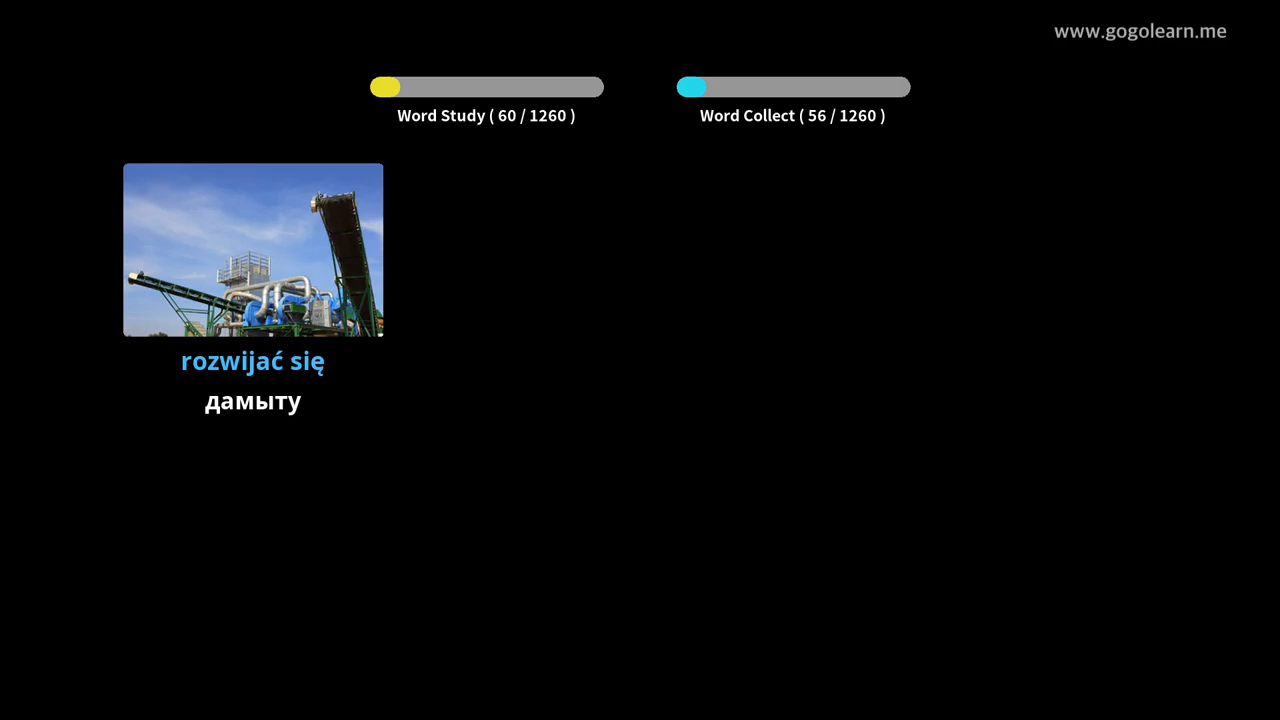 www.gogolearn.me
Word Study ( 60 / 1260 )
Word Collect ( 56 / 1260 )
rozwijać się
дамыту